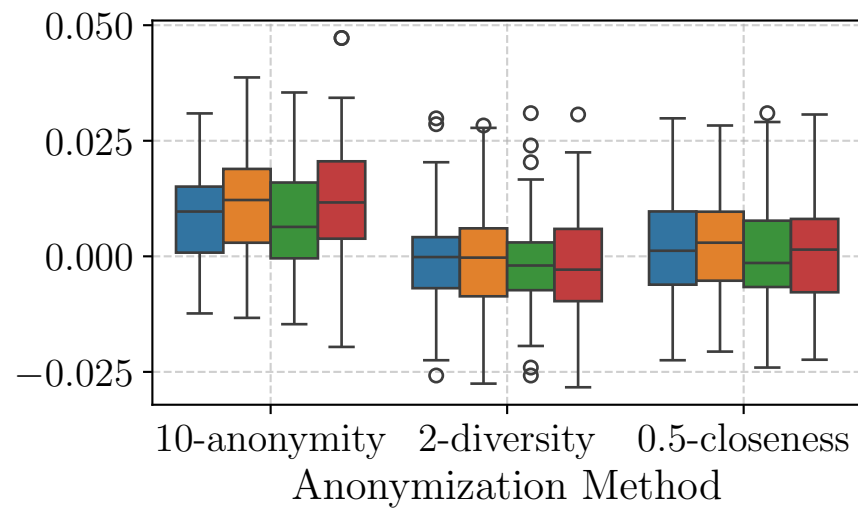 0.050
0.025
0.000
−0.025
10-anonymity 2-diversity 0.5-closeness
Anonymization Method